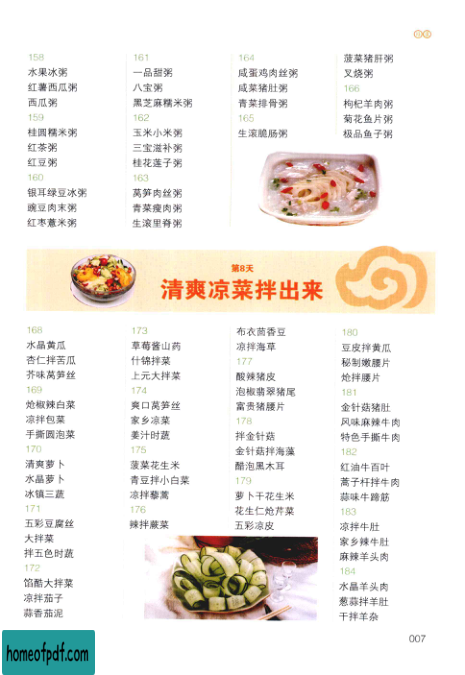 目录
158
水果冰粥
红薯西瓜粥
西瓜粥
159
桂圆糯米粥
红茶粥
红豆粥
160
银耳绿豆冰粥
豌豆肉末粥
红枣薏米粥
161
一品甜粥
八宝粥
黑芝麻糯米粥
162
玉米小米粥
三宝滋补粥
桂花莲子粥
163
莴笋肉丝粥
青菜瘦肉粥
生滚里脊粥
164
咸蛋鸡肉丝粥
咸菜猪肚粥
青菜排骨粥
165
生滚脆肠粥
菠菜猪肝粥
叉烧粥
166
枸杞羊肉粥
菊花鱼片粥
极品鱼子粥
第8天
清爽凉菜拌出来
168
水晶黄瓜
杏仁拌苦瓜
芥味莴笋丝
169
炝椒辣白菜
凉拌包菜
手撕圆泡菜
170
清爽萝卜
水晶萝卜
冰镇三蔬
171
五彩豆腐丝
大拌菜
拌五色时蔬
172
馅酷大拌菜
凉拌茄子
蒜香茄泥
173
草莓酱山药
什锦拌菜
上元大拌菜
174
爽口莴笋丝
家乡凉菜
姜汁时蔬
175
菠菜花生米
青豆拌小白菜
凉拌藜蒿
176
辣拌蕨菜
布衣茴香豆
凉拌海草
177
酸辣猪皮
泡椒翡翠猪尾
富贵猪腰片
178
拌金针菇
金针菇拌海藻
醋泡黑木耳
179
萝卜干花生米
花生仁炝芹菜
五彩凉皮
180
豆皮拌黄瓜
秘制嫩腰片
炝拌腰片
181
金针菇猪肚
风味麻辣牛肉
特色手撕牛肉
182
红油牛百叶
蒿子杆拌牛肉
蒜味牛蹄筋
183
凉拌牛肚
家乡辣牛肚
麻辣羊头肉
184
水晶羊头肉
葱蒜拌羊肚
干拌羊杂
007
homeofpdf.com